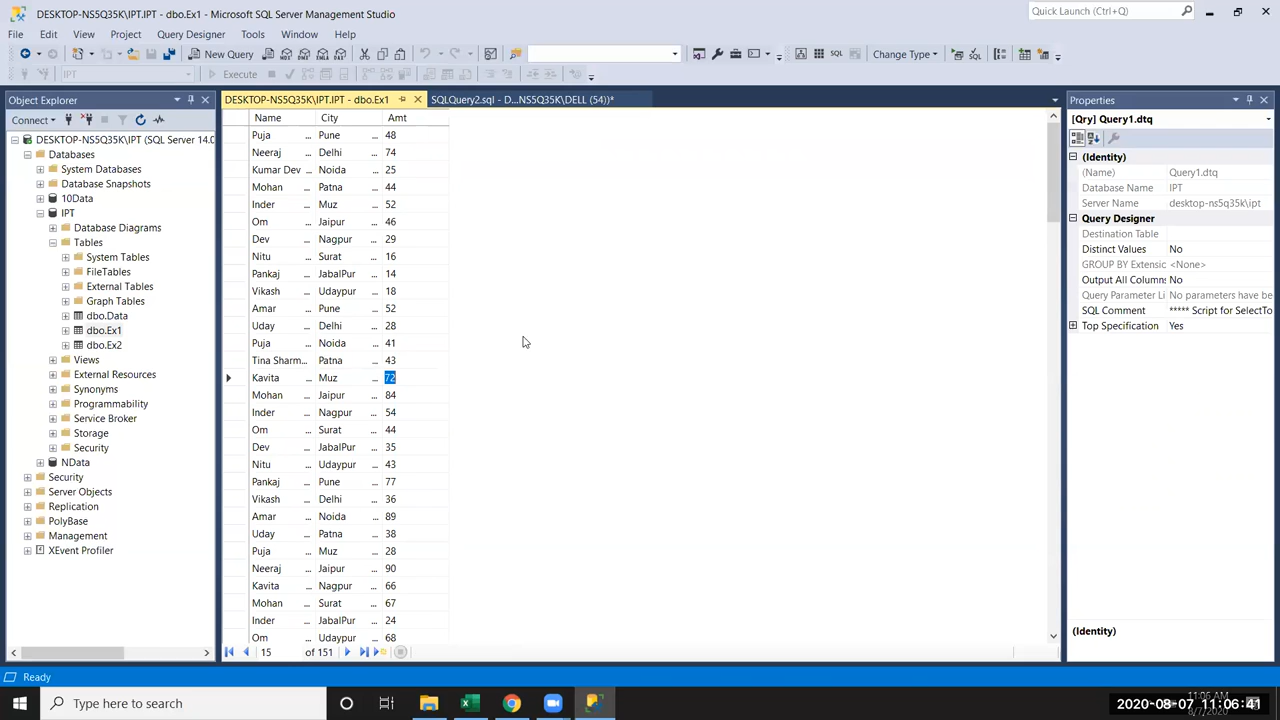 DESKTOP-NS5Q35K\IPT.IPT - dbo.Ex1 - Microsoft SQL Server Management Studio
Quick Launch (Ctrl+Q)
File Edit View Project Query Designer Tools Window Help
New Query MDX DMX XMLA DAX
Change Type
IPT Execute
Object Explorer
DESKTOP-NS5Q35K\IPT.IPT - dbo.Ex1
SQLQuery2.sql - D...NS5Q35K\DELL (54))*
Properties
Connect
[Qry] Query1.dtq
DESKTOP-NS5Q35K\IPT (SQL Server 14.0
Databases
System Databases
Database Snapshots
10Data
IPT
Database Diagrams
Tables
System Tables
FileTables
External Tables
Graph Tables
dbo.Data
dbo.Ex1
dbo.Ex2
Views
External Resources
Synonyms
Programmability
Service Broker
Storage
Security
NData
Security
Server Objects
Replication
PolyBase
Management
XEvent Profiler
Name City Amt
Puja ... Pune ... 48
Neeraj ... Delhi ... 74
Kumar Dev ... Noida ... 25
Mohan ... Patna ... 44
Inder ... Muz ... 52
Om ... Jaipur ... 46
Dev ... Nagpur ... 29
Nitu ... Surat ... 16
Pankaj ... JabalPur ... 14
Vikash ... Udaypur ... 18
Amar ... Pune ... 52
Uday ... Delhi ... 28
Puja ... Noida ... 41
Tina Sharm... Patna ... 43
Kavita ... Muz ... 72
Mohan ... Jaipur ... 84
Inder ... Nagpur ... 54
Om ... Surat ... 44
Dev ... JabalPur ... 35
Nitu ... Udaypur ... 43
Pankaj ... Pune ... 77
Vikash ... Delhi ... 36
Amar ... Noida ... 89
Uday ... Patna ... 38
Puja ... Muz ... 28
Neeraj ... Jaipur ... 90
Kavita ... Nagpur ... 66
Mohan ... Surat ... 67
Inder ... JabalPur ... 24
Om ... Udaypur ... 68
15 of 151
(Identity)
(Name) Query1.dtq
Database Name IPT
Server Name desktop-ns5q35k\ipt
Query Designer
Destination Table
Distinct Values No
GROUP BY Extensic <None>
Output All Column: No
Query Parameter Li No parameters have be
SQL Comment ***** Script for SelectTo
Top Specification Yes
(Identity)
Ready
Type here to search
11:06 AM
8/7/2020
2020-08-07 11:06:41